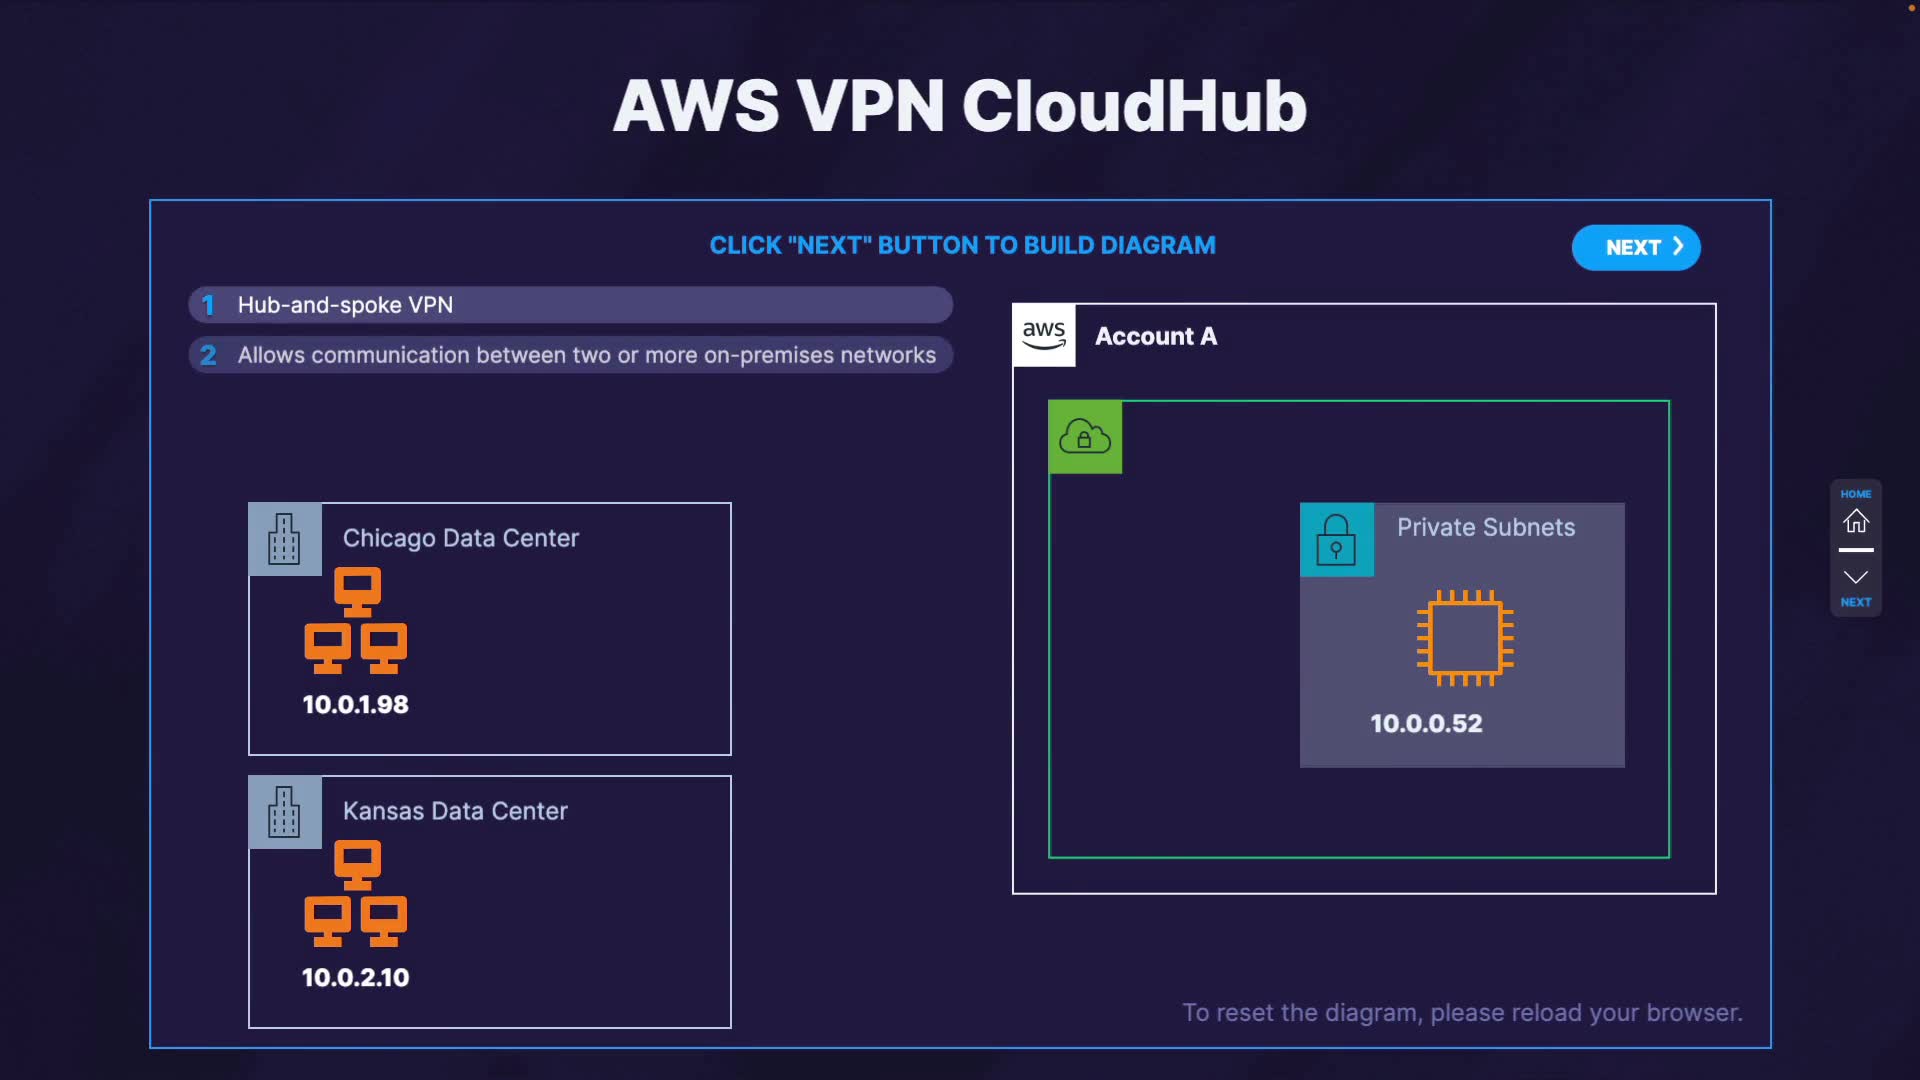 AWS VPN CloudHub
CLICK "NEXT" BUTTON TO BUILD DIAGRAM
NEXT
1 Hub-and-spoke VPN
2 Allows communication between two or more on-premises networks
aws
Account A
Private Subnets
10.0.0.52
Chicago Data Center
10.0.1.98
Kansas Data Center
10.0.2.10
To reset the diagram, please reload your browser.
HOME
NEXT